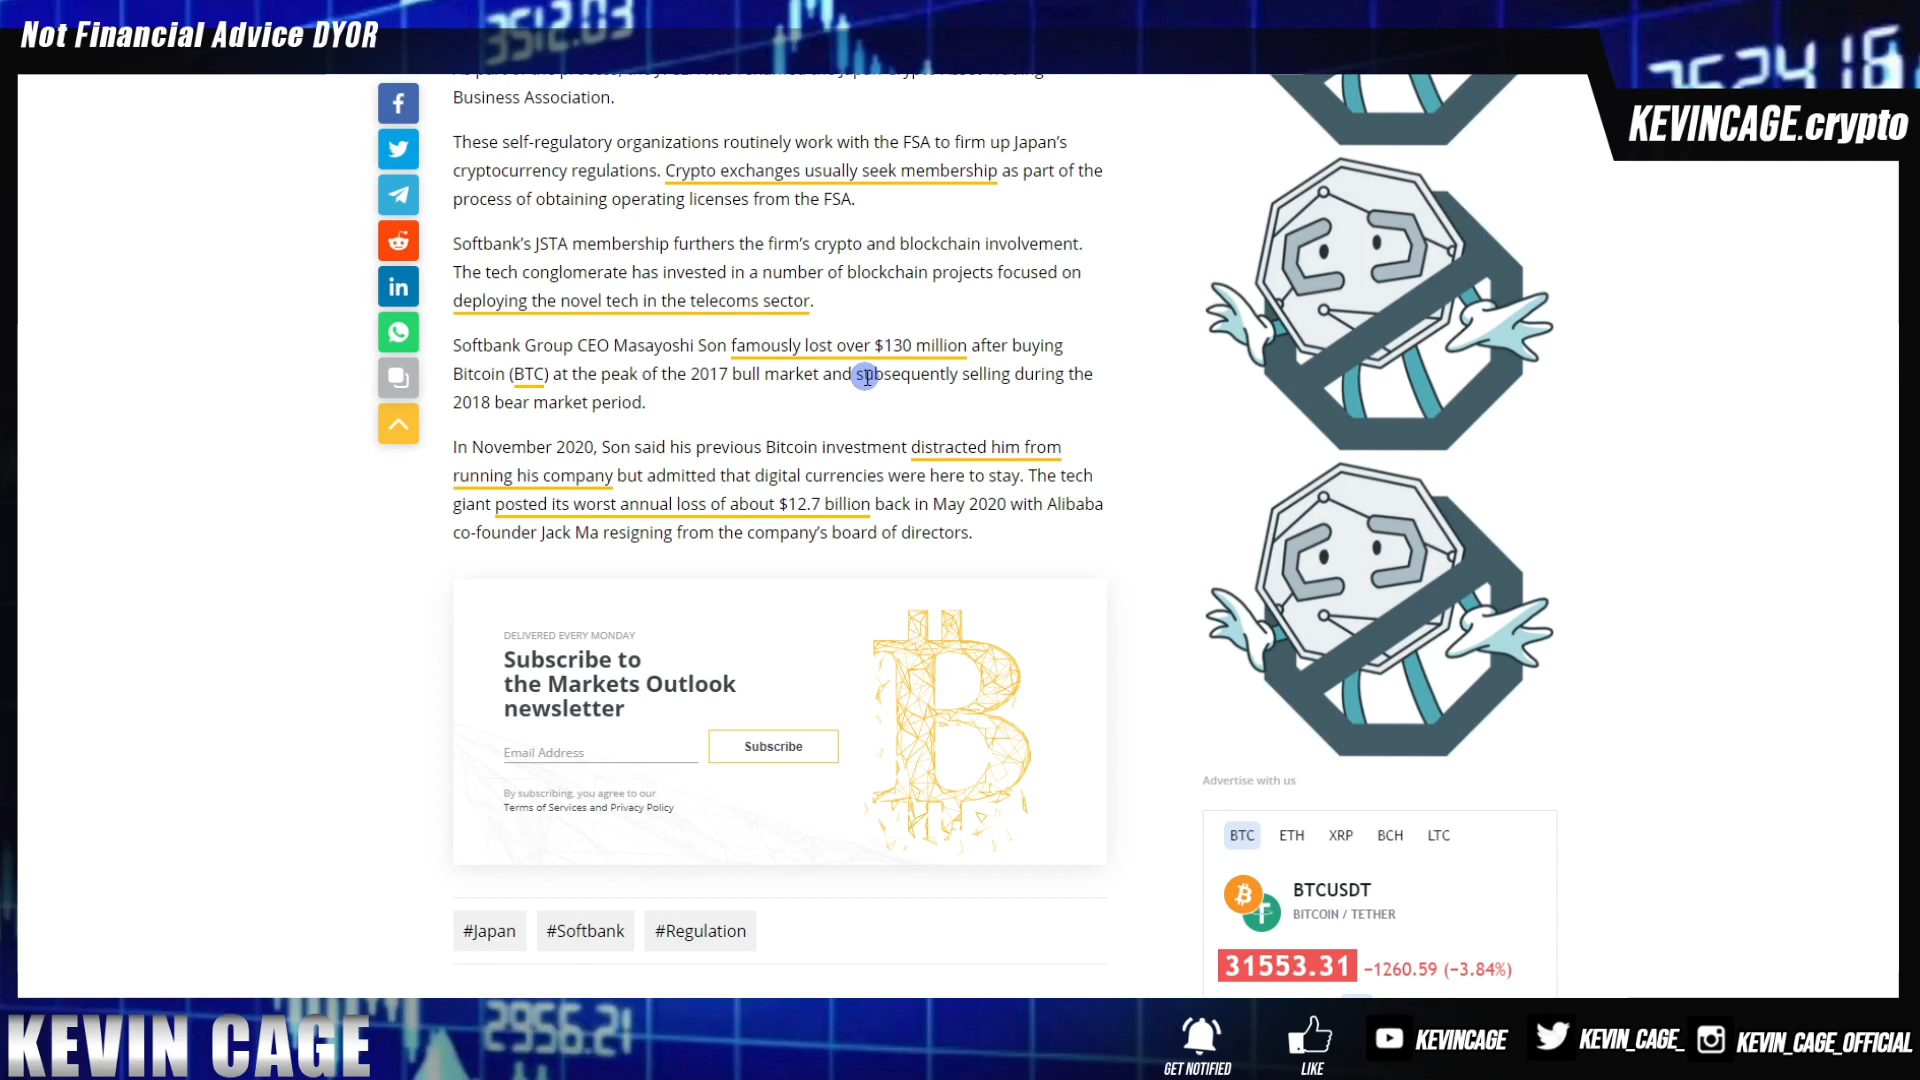 Not Financial Advice DYOR
3512.03
KEVINCAGE.crypto
Business Association.
These self-regulatory organizations routinely work with the FSA to firm up Japan’s
cryptocurrency regulations. Crypto exchanges usually seek membership as part of the
process of obtaining operating licenses from the FSA.
Softbank’s JSTA membership furthers the firm’s crypto and blockchain involvement.
The tech conglomerate has invested in a number of blockchain projects focused on
deploying the novel tech in the telecoms sector.
Softbank Group CEO Masayoshi Son famously lost over $130 million after buying
Bitcoin (BTC) at the peak of the 2017 bull market and subsequently selling during the
2018 bear market period.
In November 2020, Son said his previous Bitcoin investment distracted him from
running his company but admitted that digital currencies were here to stay. The tech
giant posted its worst annual loss of about $12.7 billion back in May 2020 with Alibaba
co-founder Jack Ma resigning from the company’s board of directors.
DELIVERED EVERY MONDAY
Subscribe to
the Markets Outlook
newsletter
Email Address
Subscribe
By subscribing, you agree to our
Terms of Services and Privacy Policy
#Japan #Softbank #Regulation
Advertise with us
BTC ETH XRP BCH LTC
BTCUSDT
BITCOIN / TETHER
31553.31 −1260.59 (−3.84%)
KEVIN CAGE
2956.21
GET NOTIFIED
LIKE
KEVINCAGE
KEVIN_CAGE_
KEVIN_CAGE_OFFICIAL